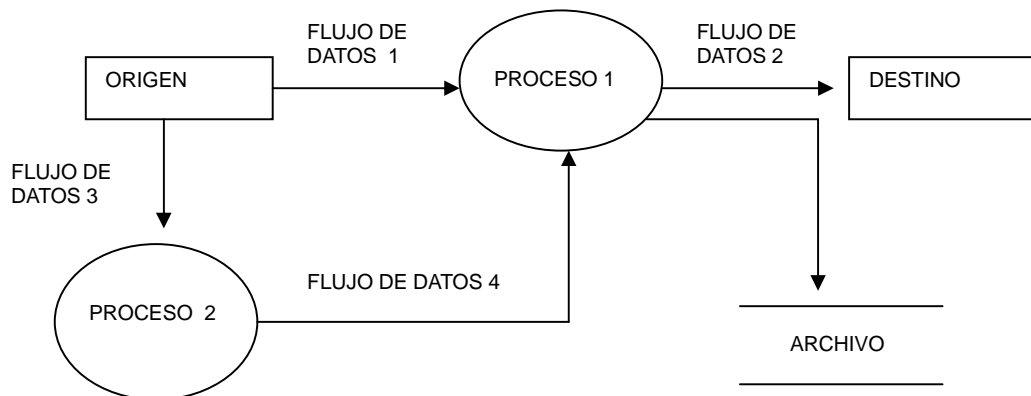 FLUJO DE
DATOS 1
FLUJO DE
DATOS 2
ORIGEN
PROCESO 1
DESTINO
FLUJO DE
DATOS 3
FLUJO DE DATOS 4
PROCESO 2
ARCHIVO